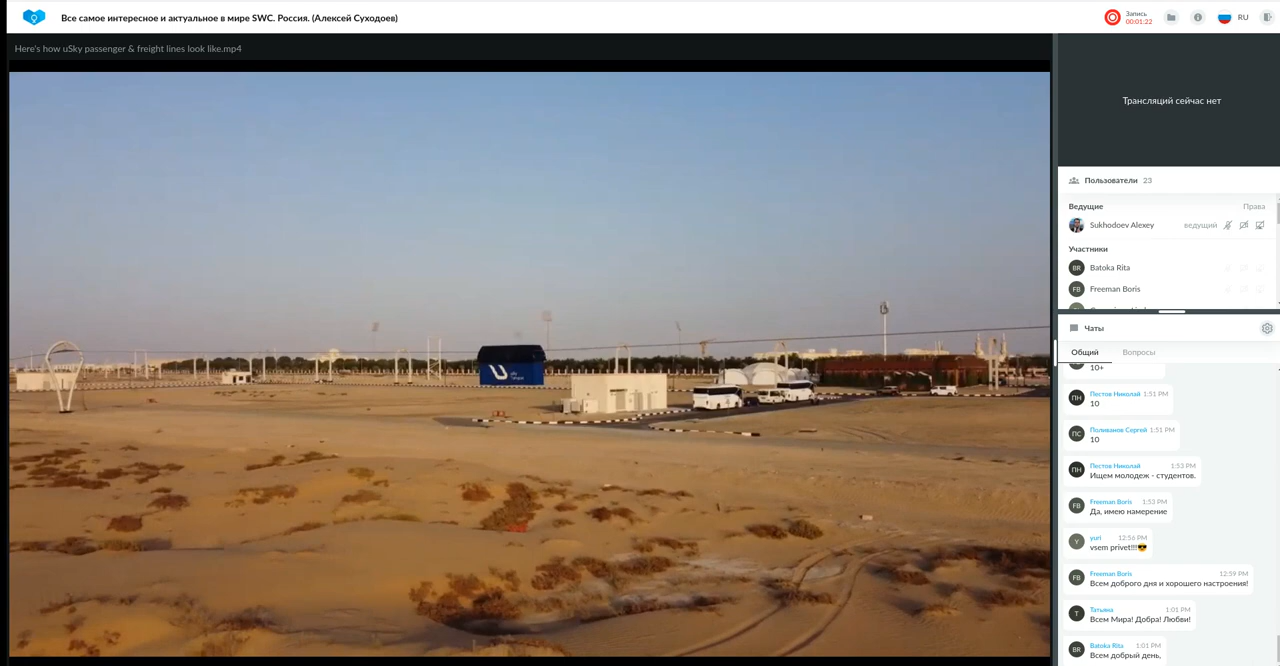 Все самое интересное и актуальное в мире SWC. Россия. (Алексей Суходоев)
Запись
00:01:22
RU
Here's how uSky passenger & freight lines look like.mp4
Трансляций сейчас нет
Пользователи 23
Ведущие Права
Sukhodoev Alexey ведущий
Участники
BR Batoka Rita
FB Freeman Boris
Чаты
Общий Вопросы
10+
ПН Пестов Николай 1:51 PM
10
ПС Поливанов Сергей 1:51 PM
10
ПН Пестов Николай 1:53 PM
Ищем молодеж - студентов.
FB Freeman Boris 1:53 PM
Да, имею намерение
Y yuri 12:56 PM
vsem privet!!!😎
FB Freeman Boris 12:59 PM
Всем доброго дня и хорошего настроения!
Т Татьяна 1:01 PM
Всем Мира! Добра! Любви!
BR Batoka Rita 1:01 PM
Всем добрый день,